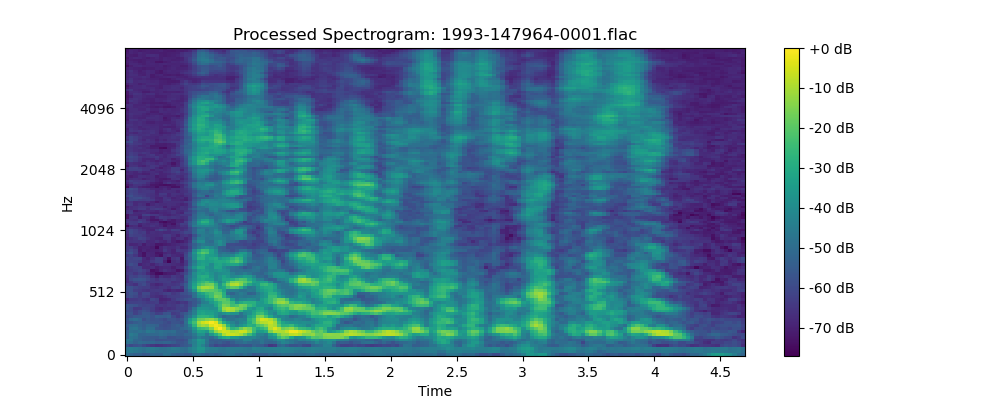 Processed Spectrogram: 1993-147964-0001.flac
Hz
4096
2048
1024
512
0
0 0.5 1 1.5 2 2.5 3 3.5 4 4.5
Time
+0 dB
-10 dB
-20 dB
-30 dB
-40 dB
-50 dB
-60 dB
-70 dB